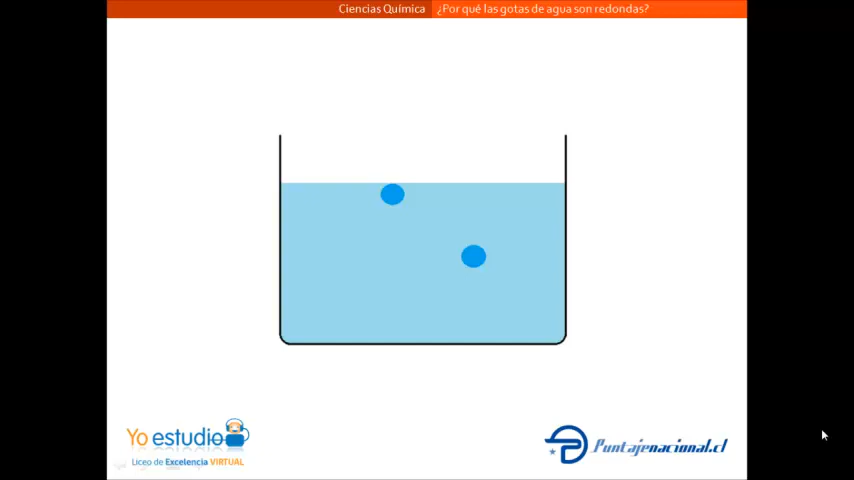 Ciencias Química ¿Por qué las gotas de agua son redondas?
Yo estudio
Liceo de Excelencia VIRTUAL
Puntajenacional.cl